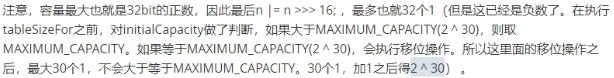 注意，容量最大也就是32bit的正数，因此最后n |= n >>> 16; ，最多也就32个1（但是这已经是负数了。在执行
tableSizeFor之前，对initialCapacity做了判断，如果大于MAXIMUM_CAPACITY(2 ^ 30)，则取
MAXIMUM_CAPACITY。如果等于MAXIMUM_CAPACITY(2 ^ 30)，会执行移位操作。所以这里面的移位操作之
后，最大30个1，不会大于等于MAXIMUM_CAPACITY。30个1，加1之后得2 ^ 30） 。